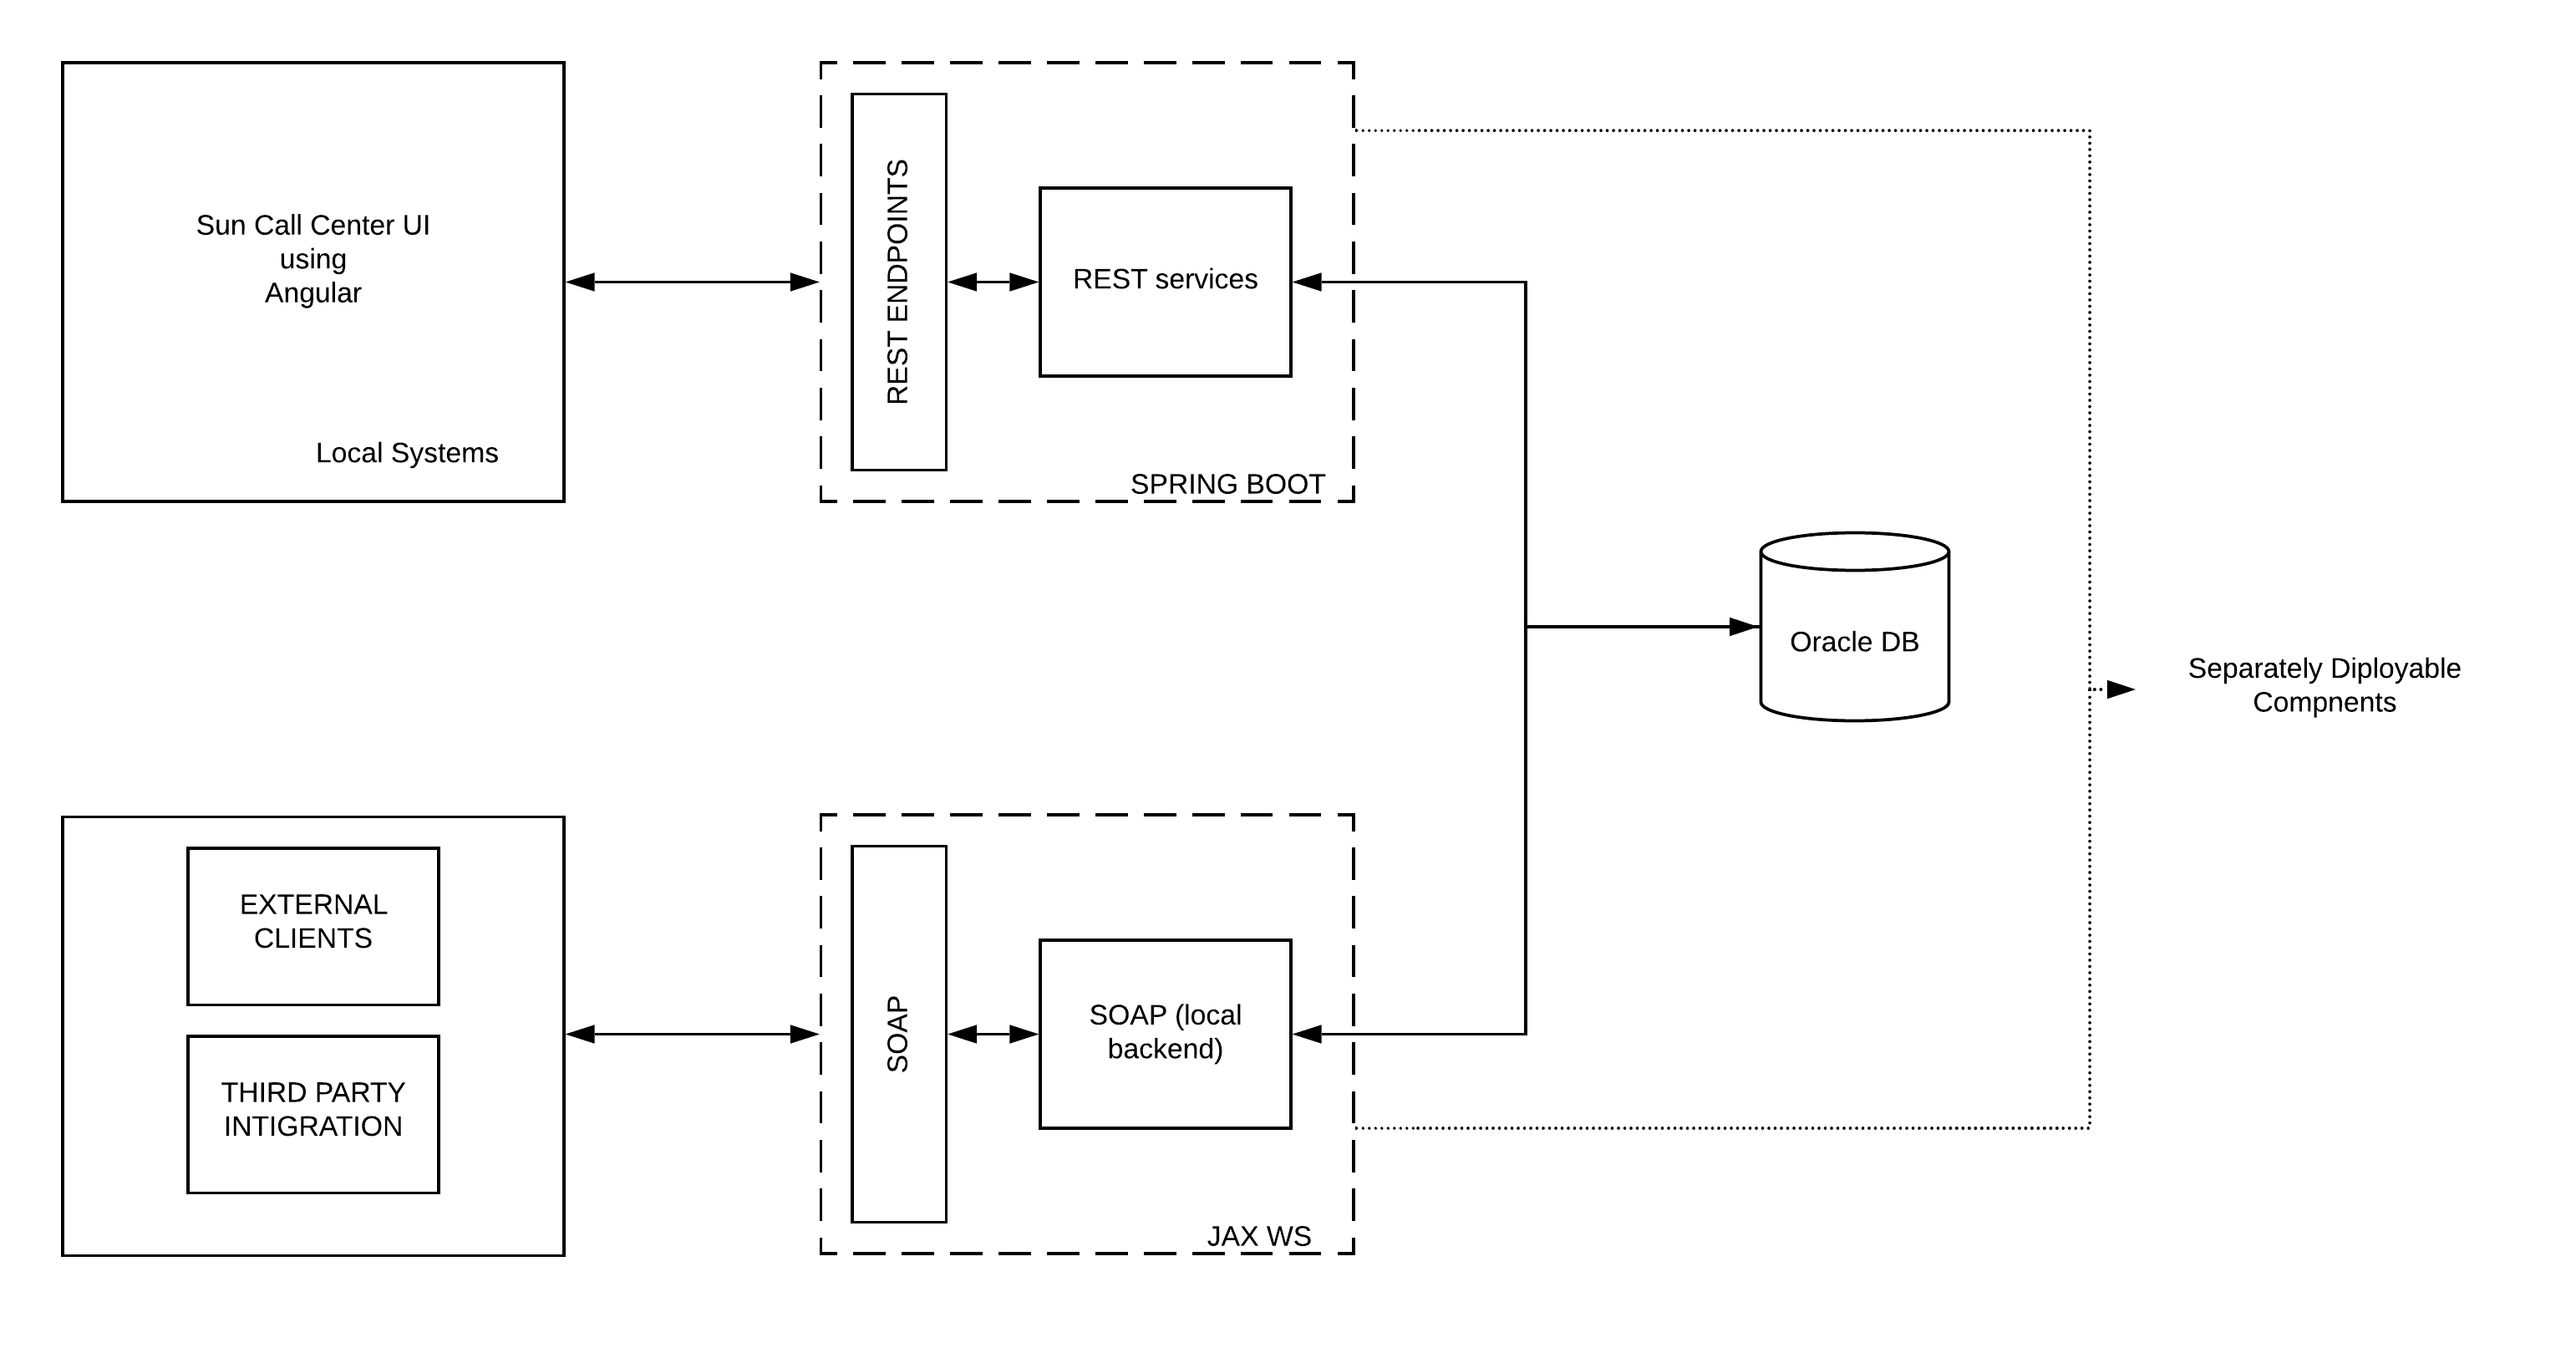 Sun Call Center UI
using
Angular
Local Systems
REST ENDPOINTS
REST services
SPRING BOOT
Oracle DB
Separately Diployable
Compnents
EXTERNAL
CLIENTS
THIRD PARTY
INTIGRATION
SOAP
SOAP (local
backend)
JAX WS